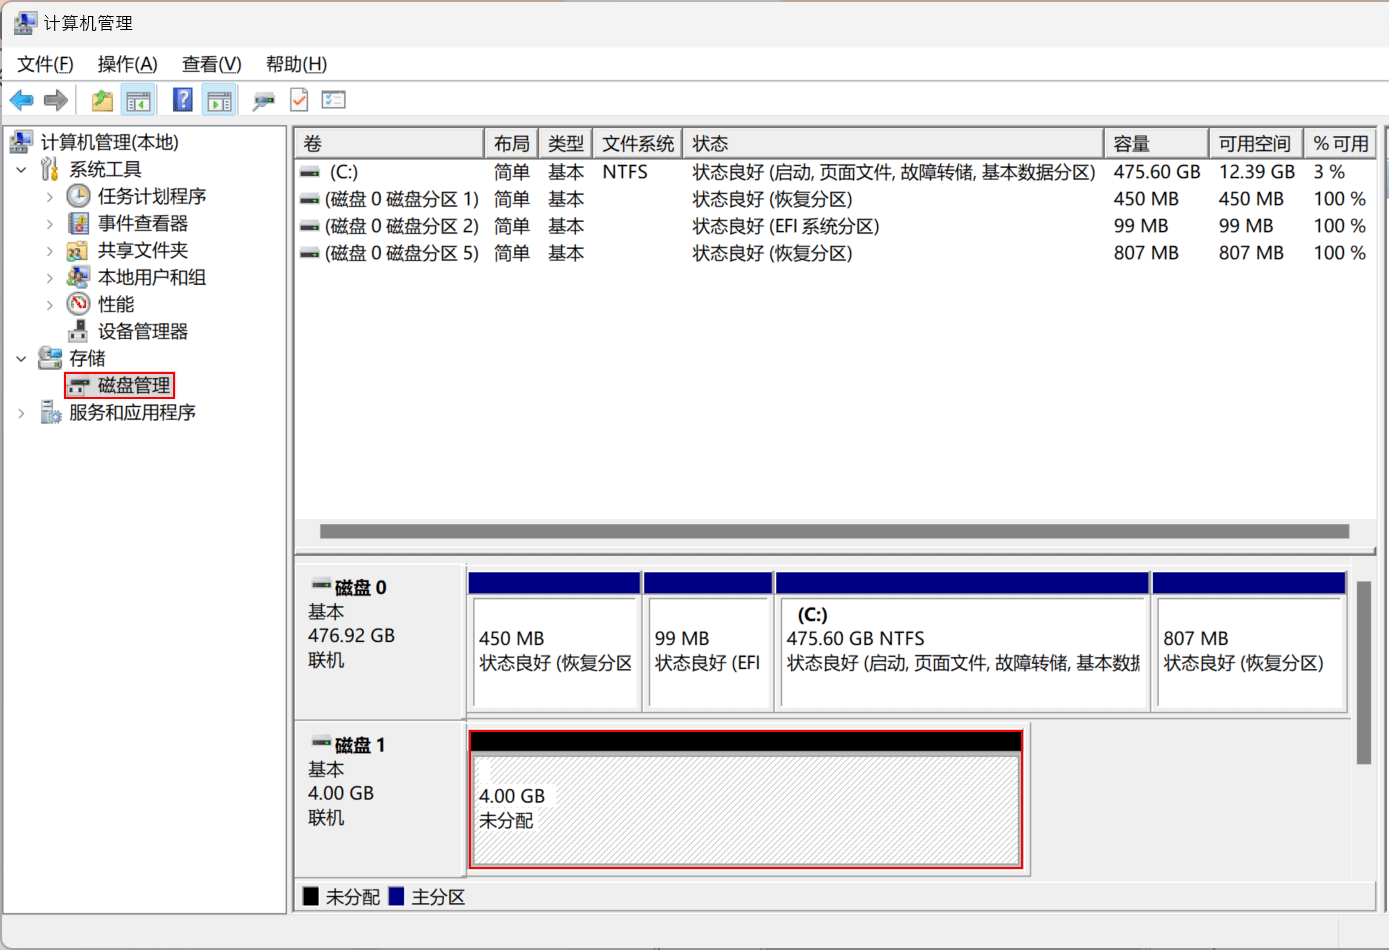 计算机管理
文件(F) 操作(A) 查看(V) 帮助(H)
计算机管理(本地)
系统工具
任务计划程序
事件查看器
共享文件夹
本地用户和组
性能
设备管理器
存储
磁盘管理
服务和应用程序
卷 布局 类型 文件系统 状态 容量 可用空间 % 可用
(C:) 简单 基本 NTFS 状态良好 (启动, 页面文件, 故障转储, 基本数据分区) 475.60 GB 12.39 GB 3 %
(磁盘 0 磁盘分区 1) 简单 基本 状态良好 (恢复分区) 450 MB 450 MB 100 %
(磁盘 0 磁盘分区 2) 简单 基本 状态良好 (EFI 系统分区) 99 MB 99 MB 100 %
(磁盘 0 磁盘分区 5) 简单 基本 状态良好 (恢复分区) 807 MB 807 MB 100 %
磁盘 0
基本
476.92 GB
联机
450 MB
状态良好 (恢复分区
99 MB
状态良好 (EFI
(C:)
475.60 GB NTFS
状态良好 (启动, 页面文件, 故障转储, 基本数据
807 MB
状态良好 (恢复分区)
磁盘 1
基本
4.00 GB
联机
4.00 GB
未分配
未分配 主分区